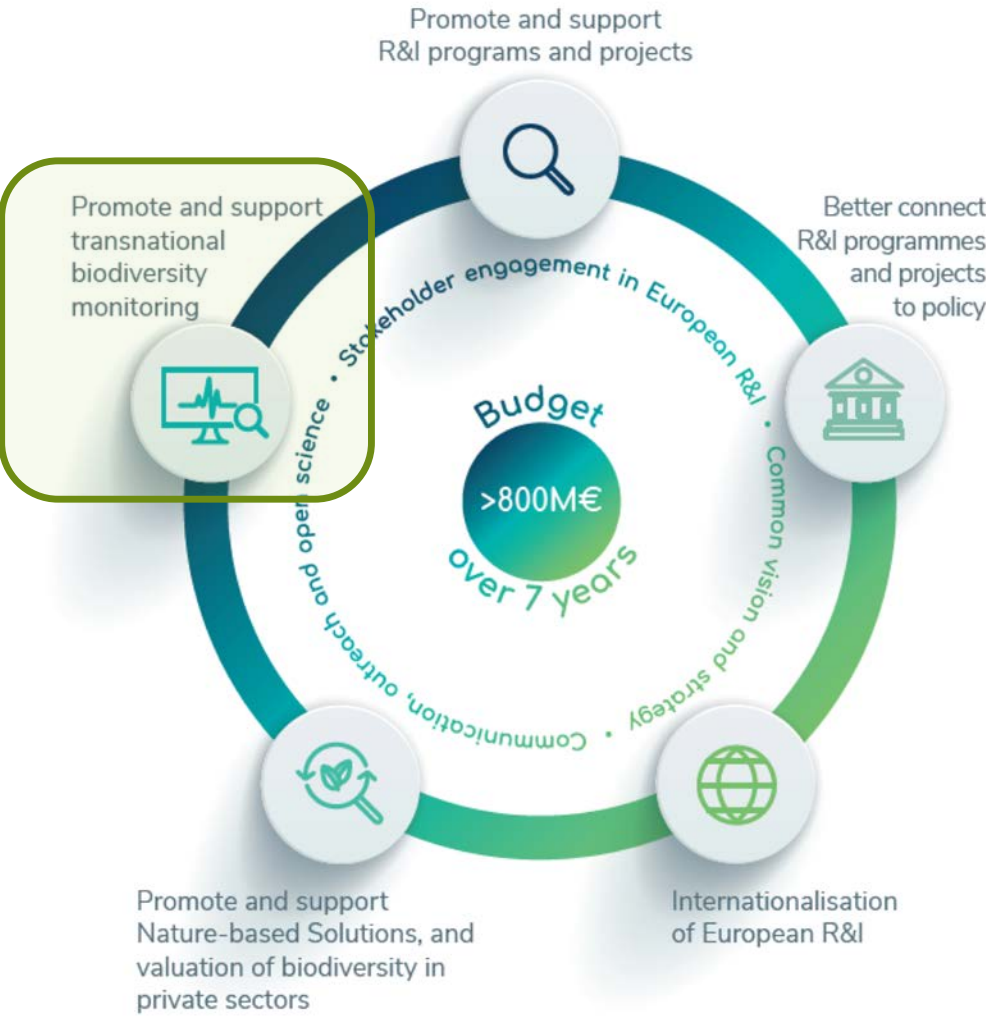 Promote and support
R&I programs and projects
Promote and support
transnational
biodiversity
monitoring
Better connect
R&I programmes
and projects
to policy
Stakeholder engagement in European R&I • Common vision and strategy • Communication, outreach and open science •
Budget
>800M€
over 7 years
Promote and support
Nature-based Solutions, and
valuation of biodiversity in
private sectors
Internationalisation
of European R&I